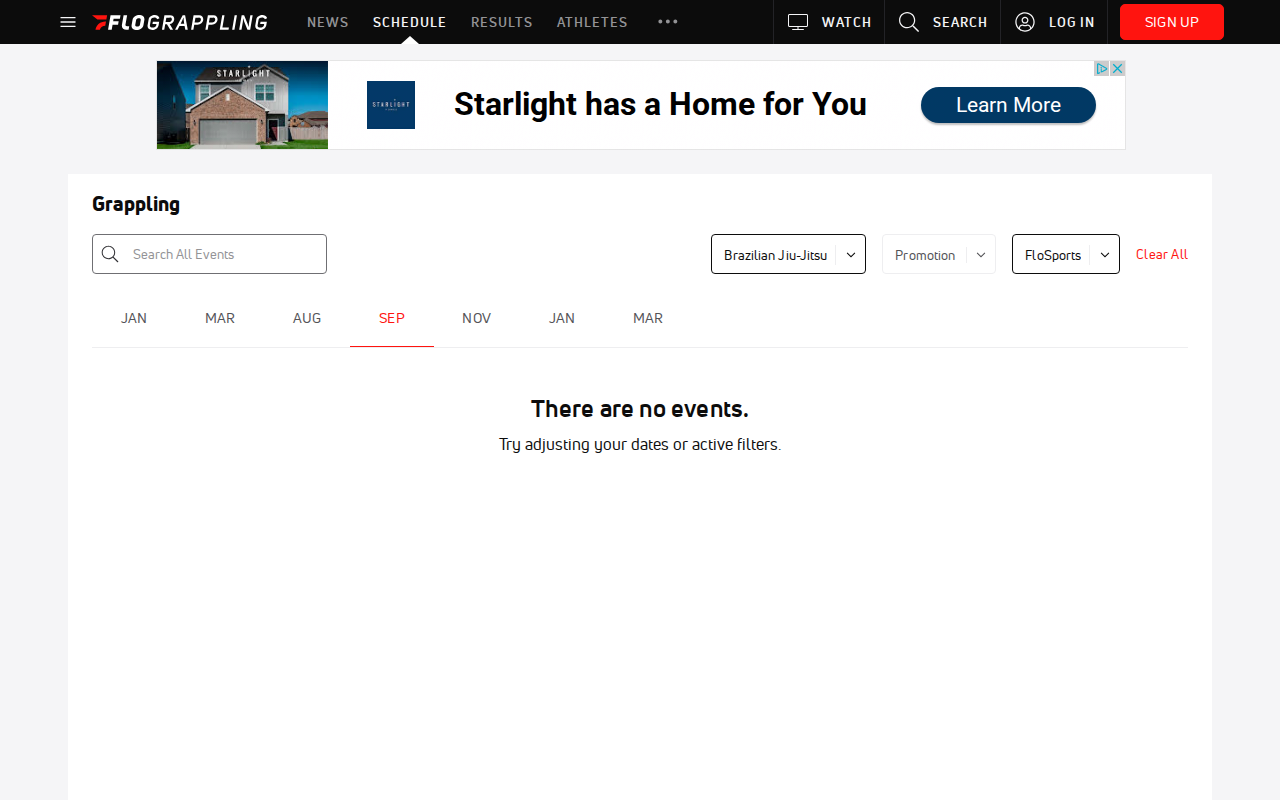 FLOGRAPPLING
NEWS
SCHEDULE
RESULTS
ATHLETES
WATCH
SEARCH
LOG IN
SIGN UP
STARLIGHT
STARLIGHT
Starlight has a Home for You
Learn More
Grappling
Search All Events
Brazilian Jiu-Jitsu
Promotion
FloSports
Clear All
JAN
MAR
AUG
SEP
NOV
JAN
MAR
There are no events.
Try adjusting your dates or active filters.